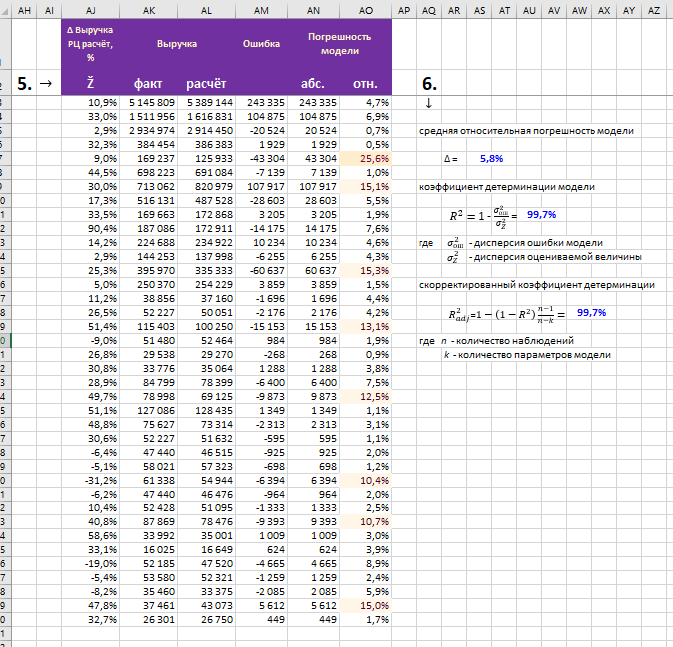 AH AI AJ AK AL AM AN AO AP AQ AR AS AT AU AV AW AX AY AZ
Δ Выручка РЦ расчёт, % Выручка Ошибка Погрешность модели
5. → Ž факт расчёт абс. отн. 6.
10,9% 5 145 809 5 389 144 243 335 243 335 4,7% ↓
33,0% 1 511 956 1 616 831 104 875 104 875 6,9%
2,9% 2 934 974 2 914 450 -20 524 20 524 0,7% средняя относительная погрешность модели
32,3% 384 454 386 383 1 929 1 929 0,5%
9,0% 169 237 125 933 -43 304 43 304 25,6% Δ = 5,8%
44,5% 698 223 691 084 -7 139 7 139 1,0%
30,0% 713 062 820 979 107 917 107 917 15,1% коэффициент детерминации модели
17,3% 516 131 487 528 -28 603 28 603 5,5%
33,5% 169 663 172 868 3 205 3 205 1,9% R² = 1 - σ²ош / σ²Ž = 99,7%
90,4% 187 086 172 911 -14 175 14 175 7,6%
14,2% 224 688 234 922 10 234 10 234 4,6% где σ²ош - дисперсия ошибки модели
2,9% 144 253 137 998 -6 255 6 255 4,3% σ²Ž - дисперсия оцениваемой величины
25,3% 395 970 335 333 -60 637 60 637 15,3%
5,0% 250 370 254 229 3 859 3 859 1,5% скорректированный коэффициент детерминации
11,2% 38 856 37 160 -1 696 1 696 4,4%
26,5% 52 227 50 051 -2 176 2 176 4,2% R²adj = 1 − (1 − R²) n−1 / n−k = 99,7%
51,4% 115 403 100 250 -15 153 15 153 13,1%
-9,0% 51 480 52 464 984 984 1,9% где n - количество наблюдений
26,8% 29 538 29 270 -268 268 0,9% k - количество параметров модели
30,8% 33 776 35 064 1 288 1 288 3,8%
28,9% 84 799 78 399 -6 400 6 400 7,5%
49,7% 78 998 69 125 -9 873 9 873 12,5%
51,1% 127 086 128 435 1 349 1 349 1,1%
48,8% 75 627 73 314 -2 313 2 313 3,1%
30,6% 52 227 51 632 -595 595 1,1%
-6,4% 47 440 46 515 -925 925 2,0%
-5,1% 58 021 57 323 -698 698 1,2%
-31,2% 61 338 54 944 -6 394 6 394 10,4%
-6,2% 47 440 46 476 -964 964 2,0%
10,4% 52 428 51 095 -1 333 1 333 2,5%
40,8% 87 869 78 476 -9 393 9 393 10,7%
58,6% 33 992 35 001 1 009 1 009 3,0%
33,1% 16 025 16 649 624 624 3,9%
-19,0% 52 185 47 520 -4 665 4 665 8,9%
-5,4% 53 580 52 321 -1 259 1 259 2,4%
-8,2% 35 460 33 375 -2 085 2 085 5,9%
47,8% 37 461 43 073 5 612 5 612 15,0%
32,7% 26 301 26 750 449 449 1,7%